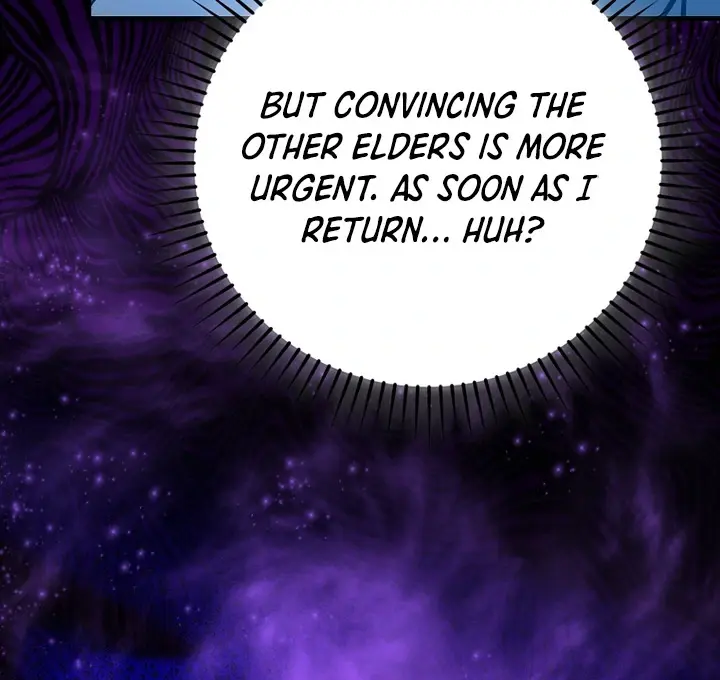 BUT CONVINCING THE
OTHER ELDERS IS MORE
URGENT. AS SOON AS I
RETURN... HUH?